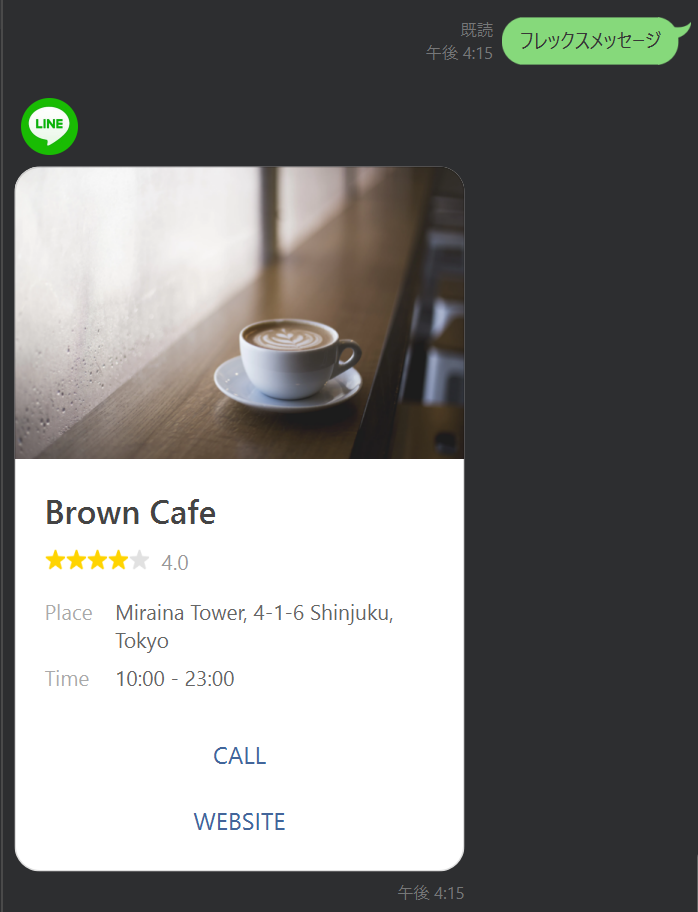 既読
午後 4:15
フレックスメッセージ
LINE
Brown Cafe
4.0
Place
Miraina Tower, 4-1-6 Shinjuku,
Tokyo
Time
10:00 - 23:00
CALL
WEBSITE
午後 4:15